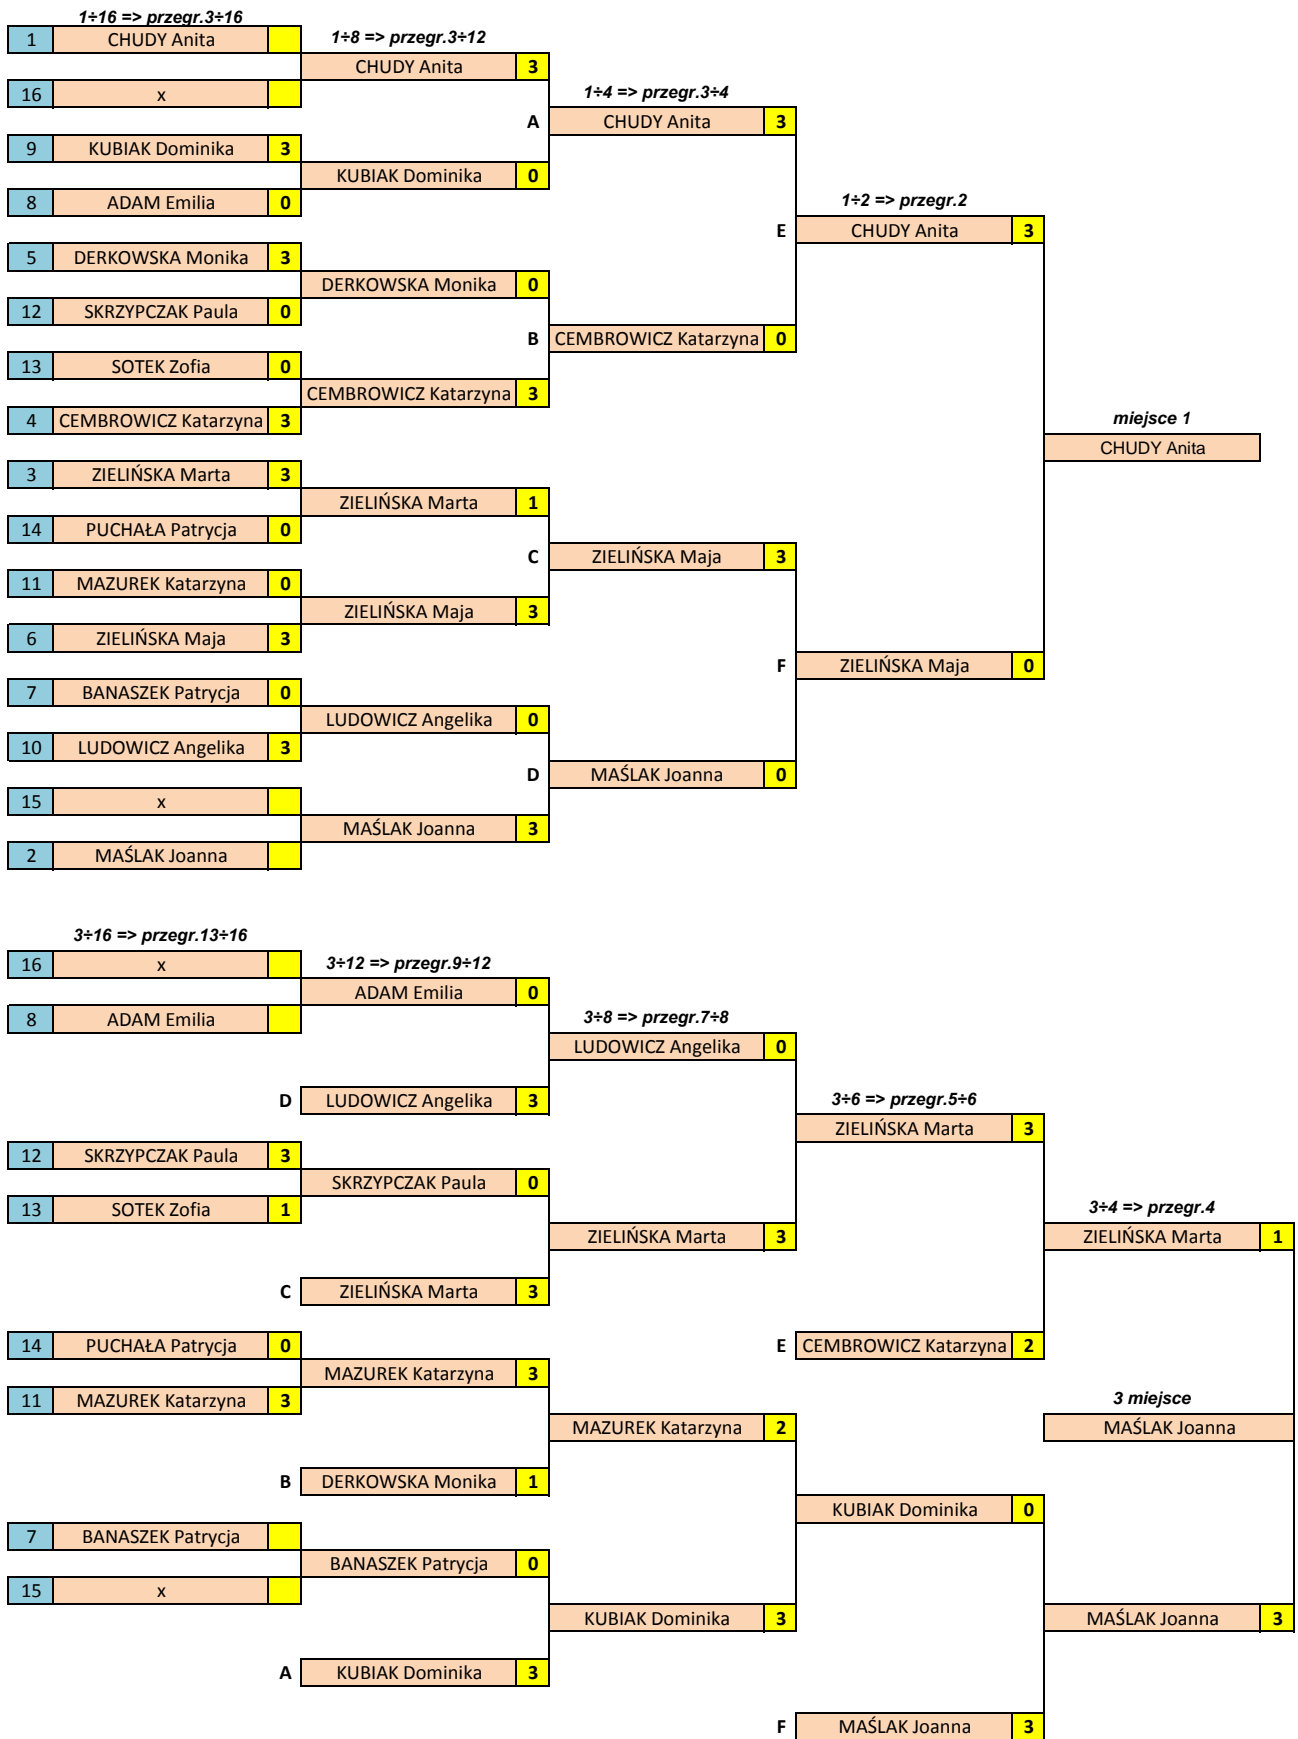 1÷16 => przegr.3÷16
1 CHUDY Anita
1÷8 => przegr.3÷12
CHUDY Anita 3
16 x
1÷4 => przegr.3÷4
A CHUDY Anita 3
9 KUBIAK Dominika 3
KUBIAK Dominika 0
8 ADAM Emilia 0
1÷2 => przegr.2
E CHUDY Anita 3
5 DERKOWSKA Monika 3
DERKOWSKA Monika 0
12 SKRZYPCZAK Paula 0
B CEMBROWICZ Katarzyna 0
13 SOTEK Zofia 0
CEMBROWICZ Katarzyna 3
4 CEMBROWICZ Katarzyna 3
miejsce 1
CHUDY Anita
3 ZIELIŃSKA Marta 3
ZIELIŃSKA Marta 1
14 PUCHAŁA Patrycja 0
C ZIELIŃSKA Maja 3
11 MAZUREK Katarzyna 0
ZIELIŃSKA Maja 3
6 ZIELIŃSKA Maja 3
F ZIELIŃSKA Maja 0
7 BANASZEK Patrycja 0
LUDOWICZ Angelika 0
10 LUDOWICZ Angelika 3
D MAŚLAK Joanna 0
15 x
MAŚLAK Joanna 3
2 MAŚLAK Joanna
3÷16 => przegr.13÷16
16 x
3÷12 => przegr.9÷12
ADAM Emilia 0
8 ADAM Emilia
3÷8 => przegr.7÷8
LUDOWICZ Angelika 0
D LUDOWICZ Angelika 3
3÷6 => przegr.5÷6
ZIELIŃSKA Marta 3
12 SKRZYPCZAK Paula 3
SKRZYPCZAK Paula 0
13 SOTEK Zofia 1
3÷4 => przegr.4
ZIELIŃSKA Marta 3
ZIELIŃSKA Marta 1
C ZIELIŃSKA Marta 3
14 PUCHAŁA Patrycja 0
E CEMBROWICZ Katarzyna 2
MAZUREK Katarzyna 3
11 MAZUREK Katarzyna 3
3 miejsce
MAZUREK Katarzyna 2
MAŚLAK Joanna
B DERKOWSKA Monika 1
KUBIAK Dominika 0
7 BANASZEK Patrycja
BANASZEK Patrycja 0
15 x
KUBIAK Dominika 3
MAŚLAK Joanna 3
A KUBIAK Dominika 3
F MAŚLAK Joanna 3